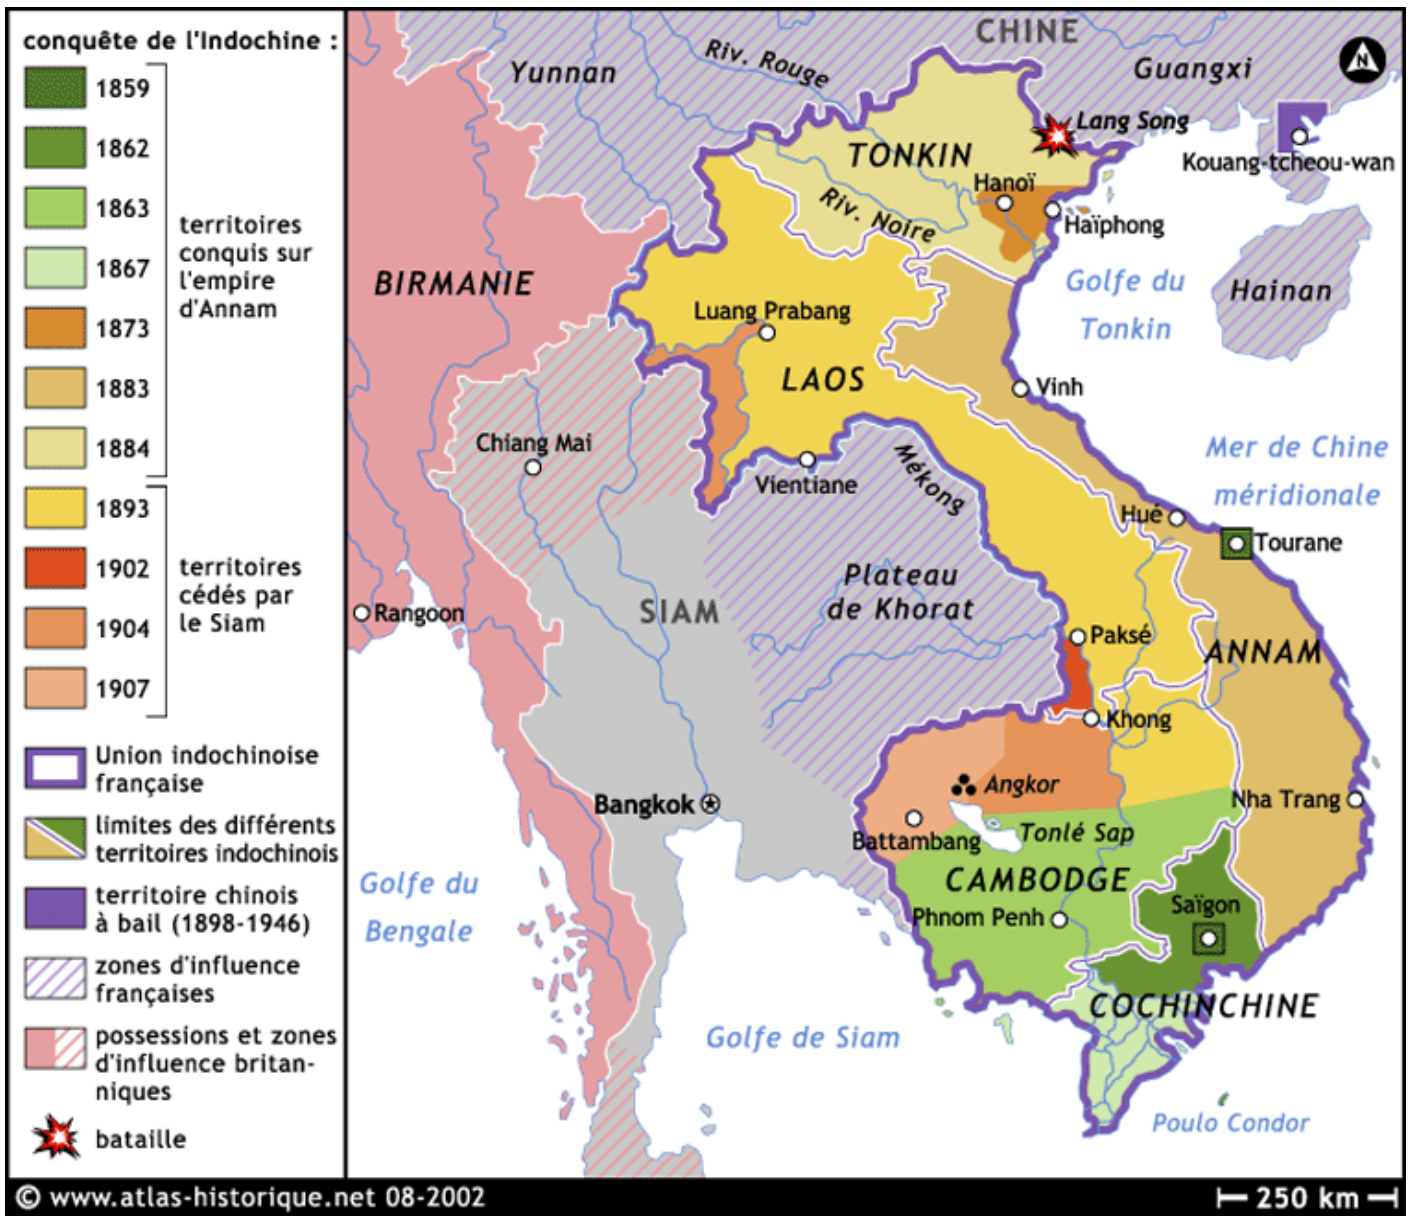 conquête de l'Indochine :
1859
1862
1863
1867
1873
1883
1884
territoires
conquis sur
l'empire
d'Annam
1893
1902
1904
1907
territoires
cédés par
le Siam
Union indochinoise
française
limites des différents
territoires indochinois
territoire chinois
à bail (1898-1946)
zones d'influence
françaises
possessions et zones
d'influence britan-
niques
bataille
CHINE
N
Yunnan
Riv. Rouge
Guangxi
Lang Song
Kouang-tcheou-wan
TONKIN
Hanoï
Riv. Noire
Haïphong
BIRMANIE
Golfe du
Tonkin
Hainan
Luang Prabang
LAOS
Vinh
Chiang Mai
Vientiane
Mékong
Mer de Chine
méridionale
Hué
Tourane
Plateau
de Khorat
SIAM
Rangoon
Paksé
ANNAM
Khong
Angkor
Bangkok
Battambang
Tonlé Sap
Nha Trang
CAMBODGE
Golfe du
Bengale
Phnom Penh
Saïgon
COCHINCHINE
Golfe de Siam
Poulo Condor
© www.atlas-historique.net 08-2002
250 km